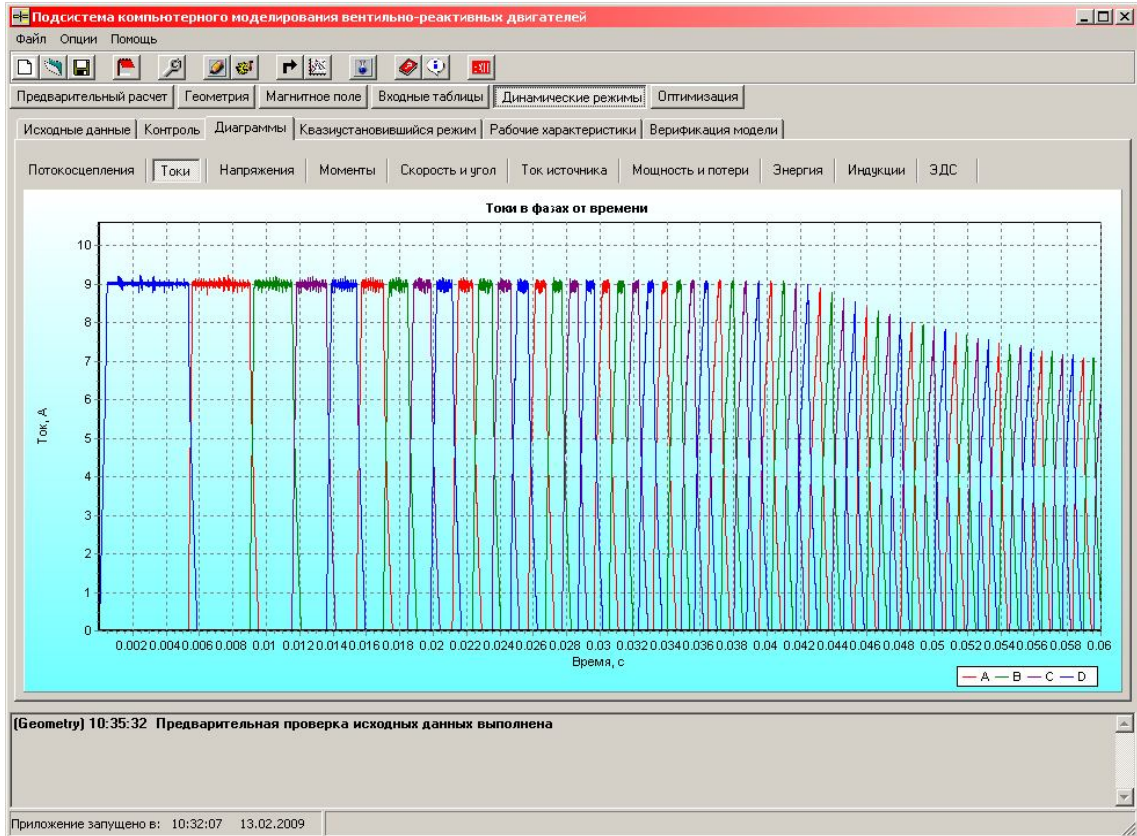 Подсистема компьютерного моделирования вентильно-реактивных двигателей
Файл Опции Помощь
Предварительный расчет Геометрия Магнитное поле Входные таблицы Динамические режимы Оптимизация
Исходные данные Контроль Диаграммы Квазиустановившийся режим Рабочие характеристики Верификация модели
Потокосцепления Токи Напряжения Моменты Скорость и угол Ток источника Мощность и потери Энергия Индукции ЭДС
Токи в фазах от времени
10
9
8
7
6
5
4
3
2
1
0
Ток, А
0.002 0.004 0.006 0.008 0.01 0.012 0.014 0.016 0.018 0.02 0.022 0.024 0.026 0.028 0.03 0.032 0.034 0.036 0.038 0.04 0.042 0.044 0.046 0.048 0.05 0.052 0.054 0.056 0.058 0.06
Время, с
A B C D
(Geometry) 10:35:32 Предварительная проверка исходных данных выполнена
Приложение запущено в: 10:32:07 13.02.2009